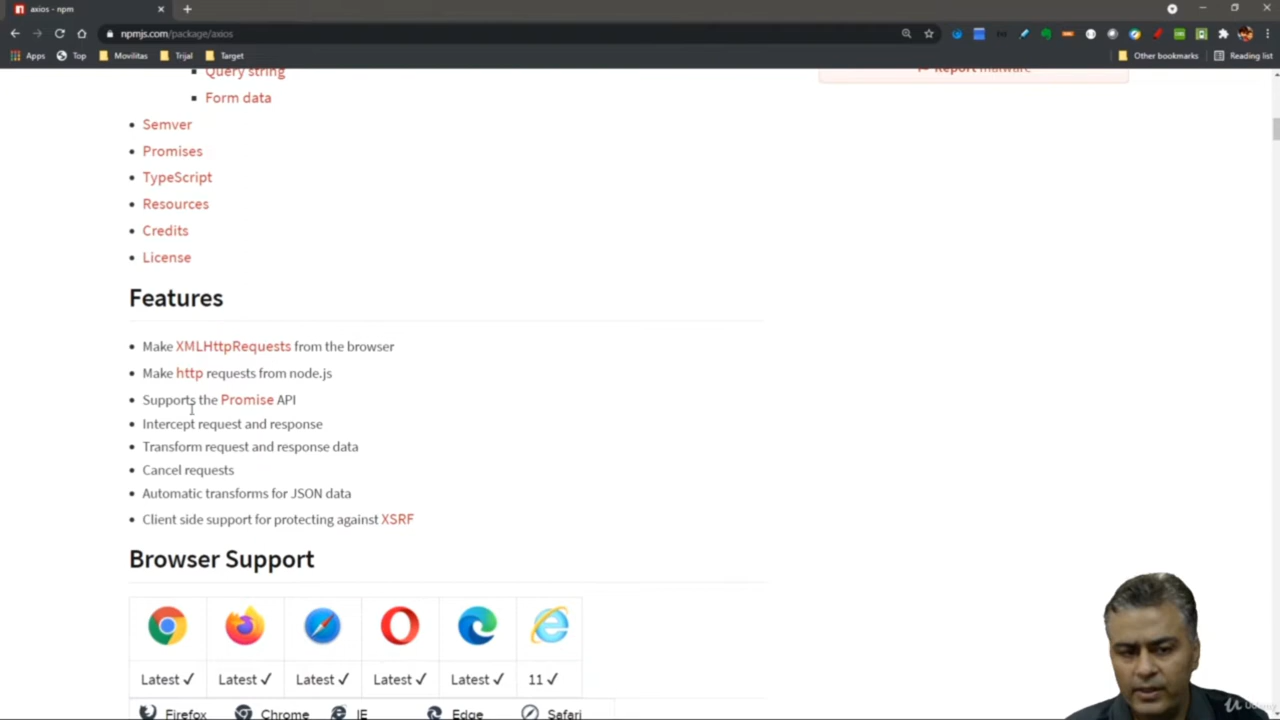 axios - npm
npmjs.com/package/axios
Apps Top Movilitas Trijal Target Other bookmarks Reading list
Query string
Form data
Report malware
Semver
Promises
TypeScript
Resources
Credits
License
Features
Make XMLHttpRequests from the browser
Make http requests from node.js
Supports the Promise API
Intercept request and response
Transform request and response data
Cancel requests
Automatic transforms for JSON data
Client side support for protecting against XSRF
Browser Support
Latest ✓ Latest ✓ Latest ✓ Latest ✓ Latest ✓ 11 ✓
Firefox Chrome IE Edge Safari
Udemy